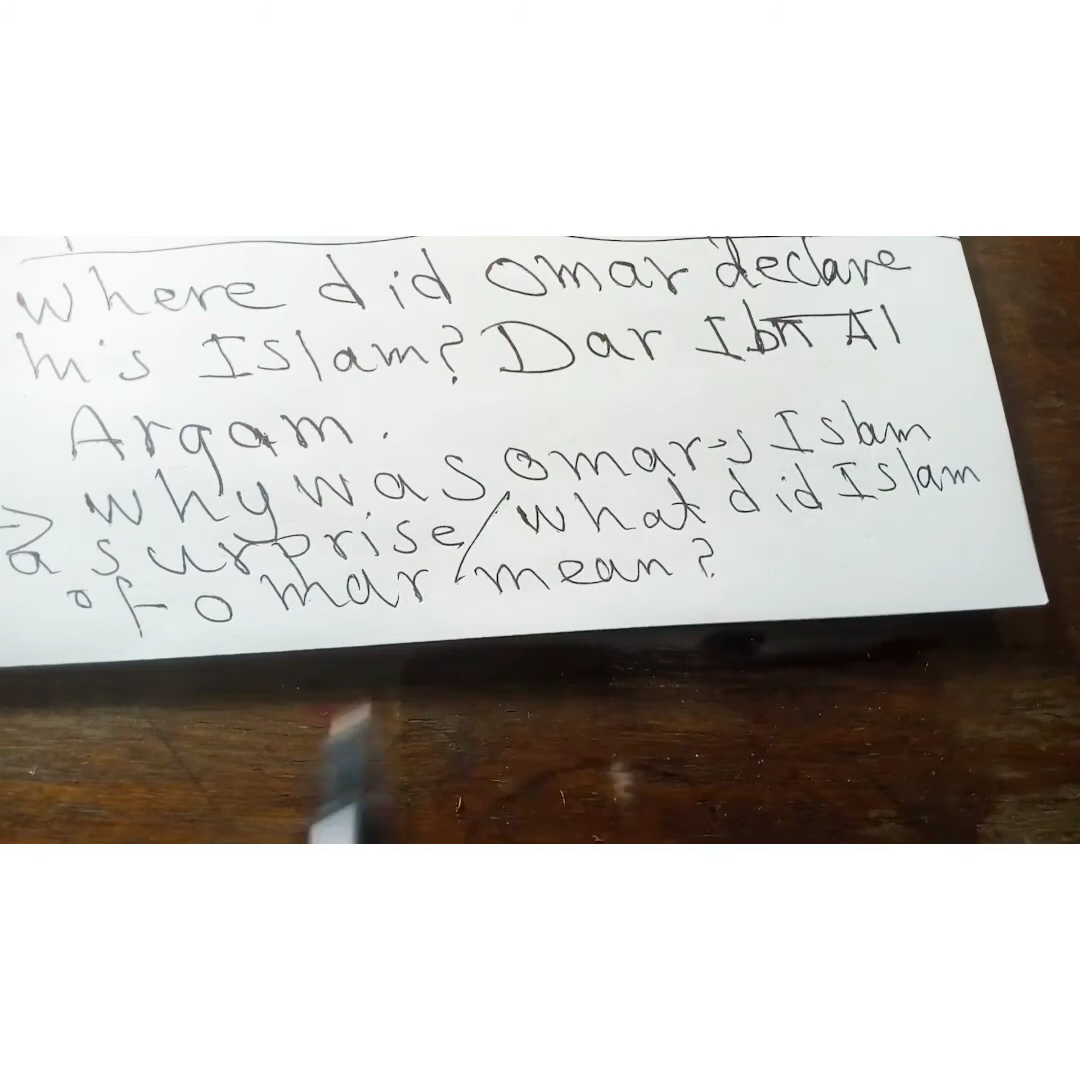 where did Omar declare
his Islam? Dar Ibn Al
Argam.
→ why was Omar's Islam
a surprise/what did Islam
of Omar mean?